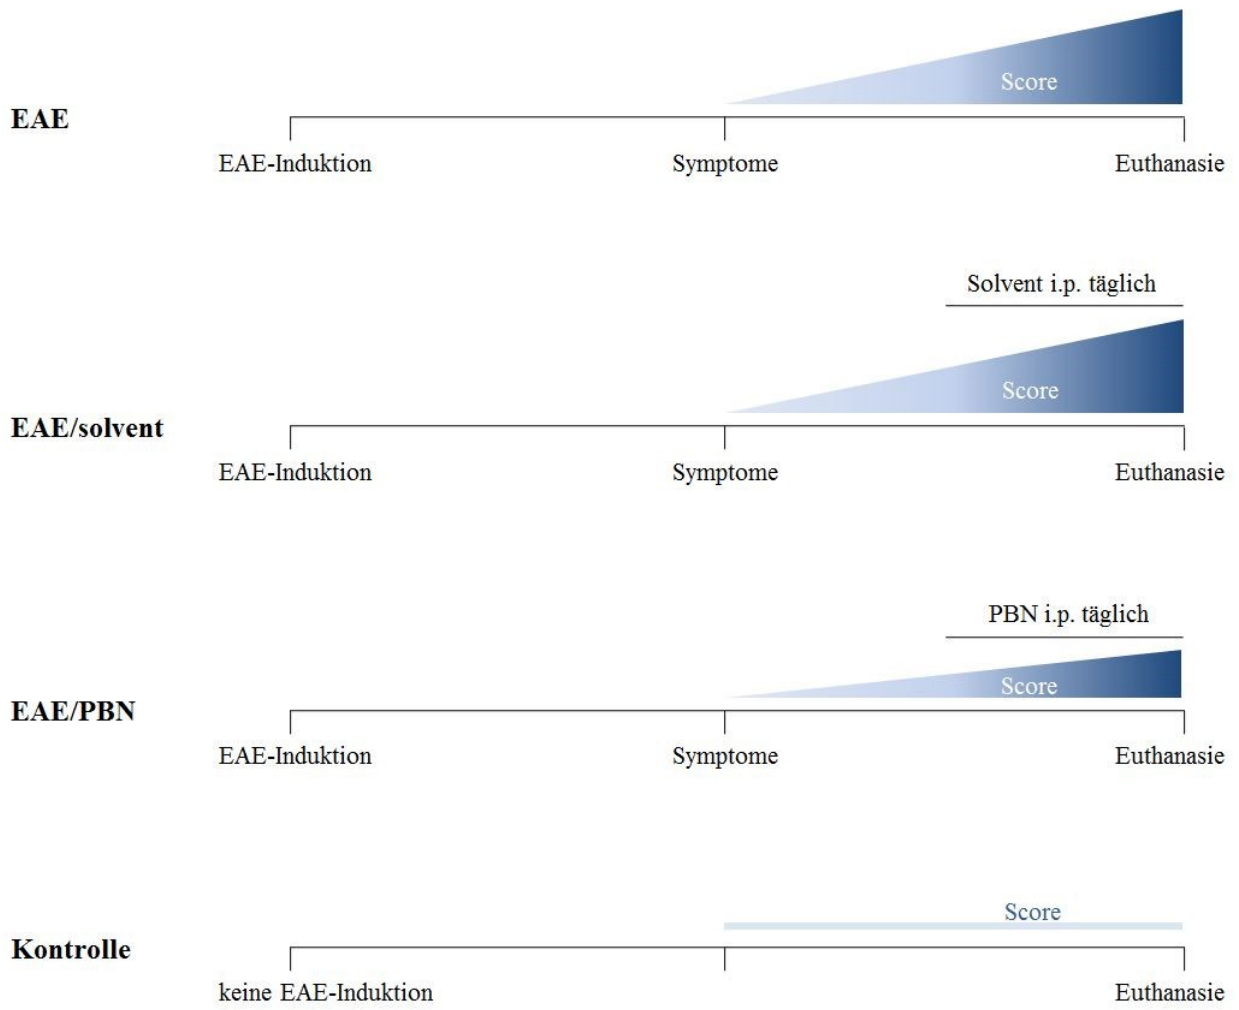 Score
EAE
EAE-Induktion Symptome Euthanasie
Solvent i.p. täglich
Score
EAE/solvent
EAE-Induktion Symptome Euthanasie
PBN i.p. täglich
Score
EAE/PBN
EAE-Induktion Symptome Euthanasie
Score
Kontrolle
keine EAE-Induktion Euthanasie